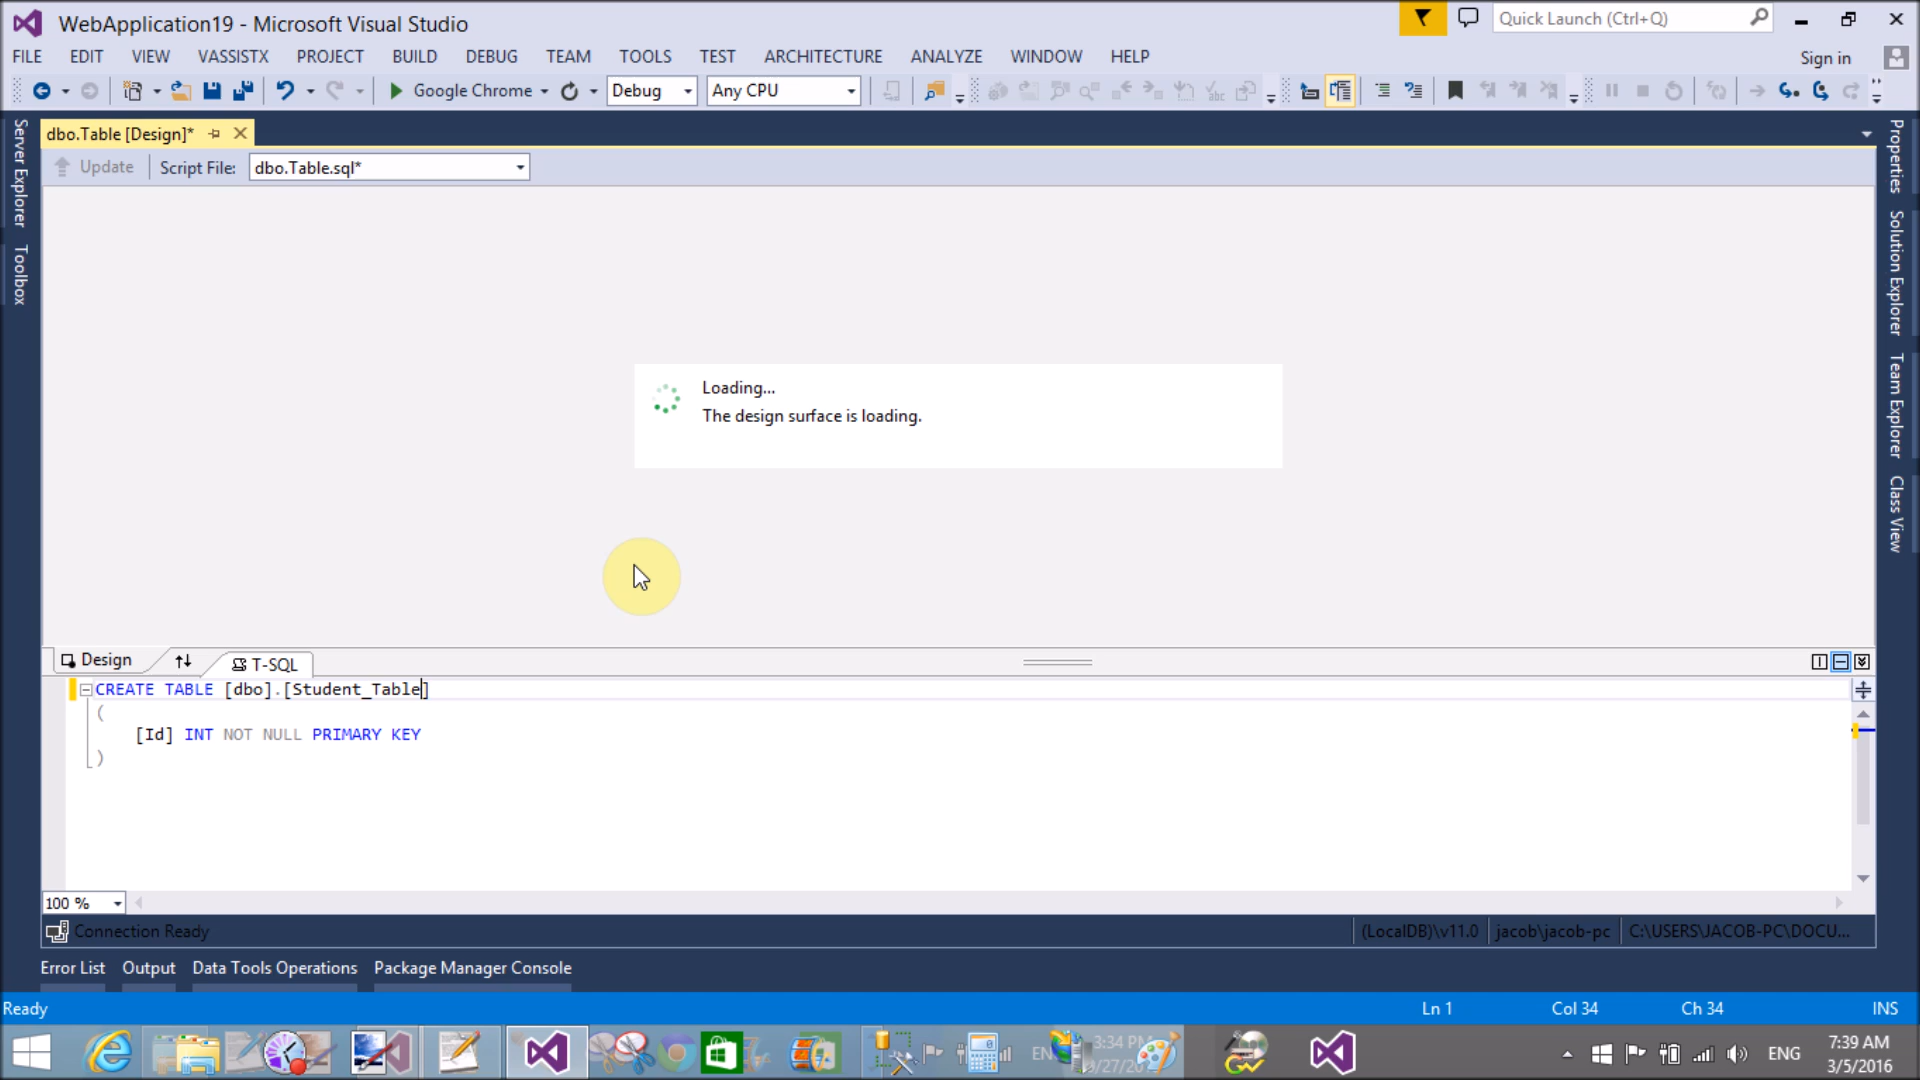 WebApplication19 - Microsoft Visual Studio
Quick Launch (Ctrl+Q)
FILE EDIT VIEW VASSISTX PROJECT BUILD DEBUG TEAM TOOLS TEST ARCHITECTURE ANALYZE WINDOW HELP
Sign in
Google Chrome Debug Any CPU
dbo.Table [Design]*
Update Script File: dbo.Table.sql*
Server Explorer
Toolbox
Properties
Solution Explorer
Team Explorer
Class View
Loading...
The design surface is loading.
Design T-SQL
CREATE TABLE [dbo].[Student_Table]
(
[Id] INT NOT NULL PRIMARY KEY
)
100 %
Connection Ready (LocalDB)\v11.0 jacob\jacob-pc C:\USERS\JACOB-PC\DOCU...
Error List Output Data Tools Operations Package Manager Console
Ready Ln 1 Col 34 Ch 34 INS
EN 3:34 PM
ENG 7:39 AM
3/5/2016